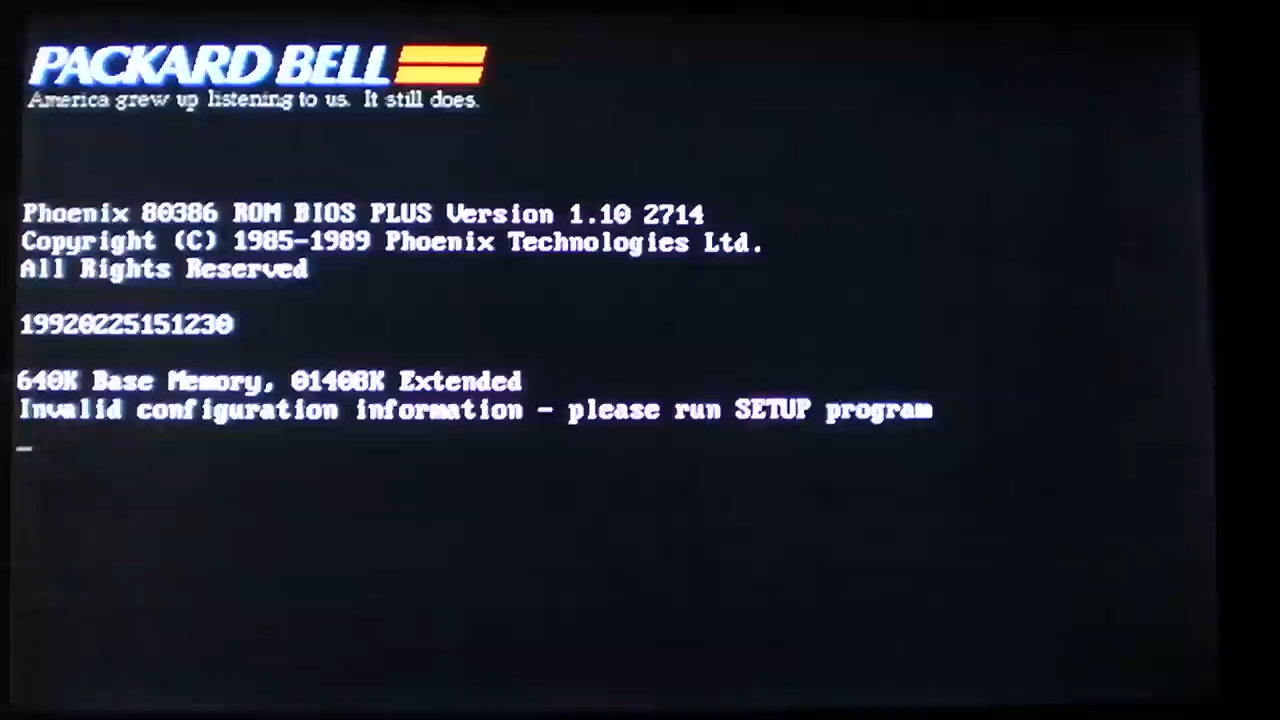 PACKARD BELL
America grew up listening to us. It still does.
Phoenix 80386 ROM BIOS PLUS Version 1.10 2714
Copyright (C) 1985-1989 Phoenix Technologies Ltd.
All Rights Reserved
19920225151230
640K Base Memory, 01408K Extended
Invalid configuration information - please run SETUP program